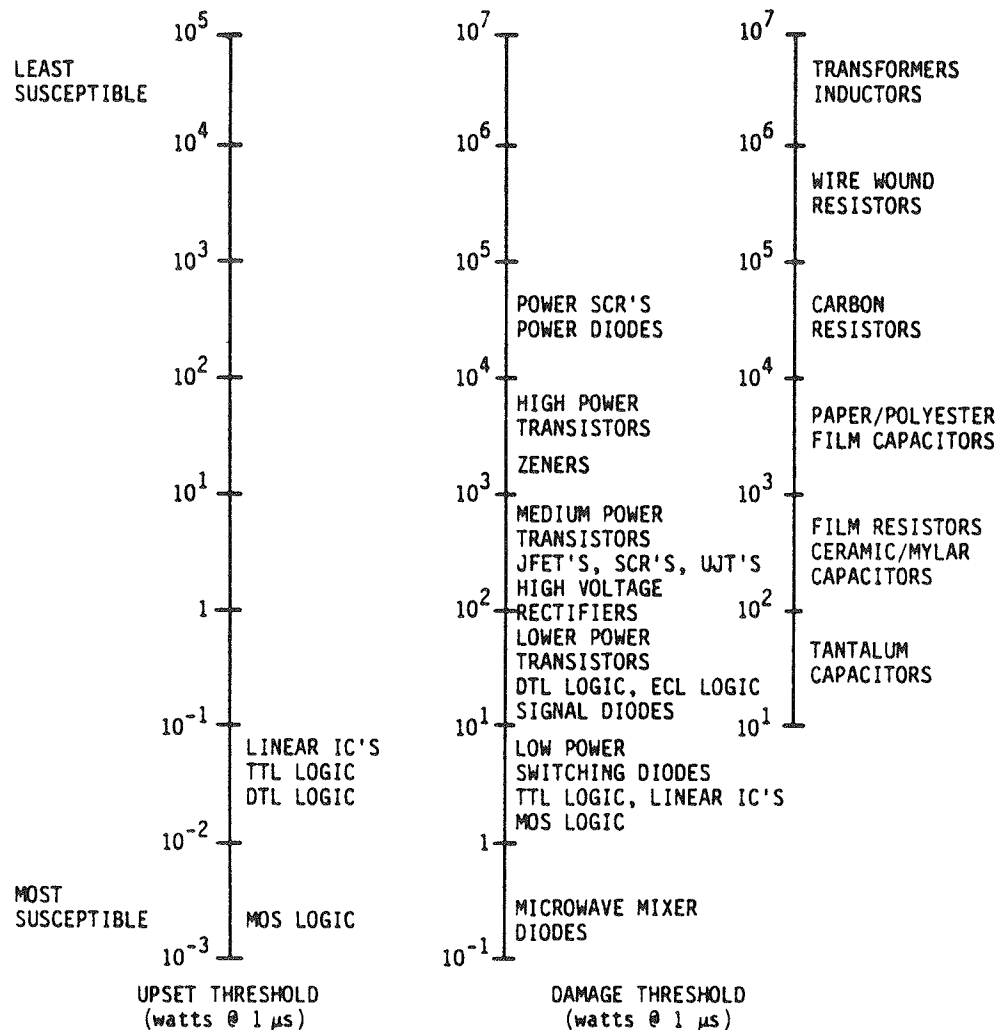 LEAST
SUSCEPTIBLE
MOST
SUSCEPTIBLE
10^5
10^4
10^3
10^2
10^1
1
10^-1
10^-2
10^-3
LINEAR IC'S
TTL LOGIC
DTL LOGIC
MOS LOGIC
UPSET THRESHOLD
(watts @ 1 µs)
10^7
10^6
10^5
10^4
10^3
10^2
10^1
1
10^-1
POWER SCR'S
POWER DIODES
HIGH POWER
TRANSISTORS
ZENERS
MEDIUM POWER
TRANSISTORS
JFET'S, SCR'S, UJT'S
HIGH VOLTAGE
RECTIFIERS
LOWER POWER
TRANSISTORS
DTL LOGIC, ECL LOGIC
SIGNAL DIODES
LOW POWER
SWITCHING DIODES
TTL LOGIC, LINEAR IC'S
MOS LOGIC
MICROWAVE MIXER
DIODES
10^7
10^6
10^5
10^4
10^3
10^2
10^1
TRANSFORMERS
INDUCTORS
WIRE WOUND
RESISTORS
CARBON
RESISTORS
PAPER/POLYESTER
FILM CAPACITORS
FILM RESISTORS
CERAMIC/MYLAR
CAPACITORS
TANTALUM
CAPACITORS
DAMAGE THRESHOLD
(watts @ 1 µs)